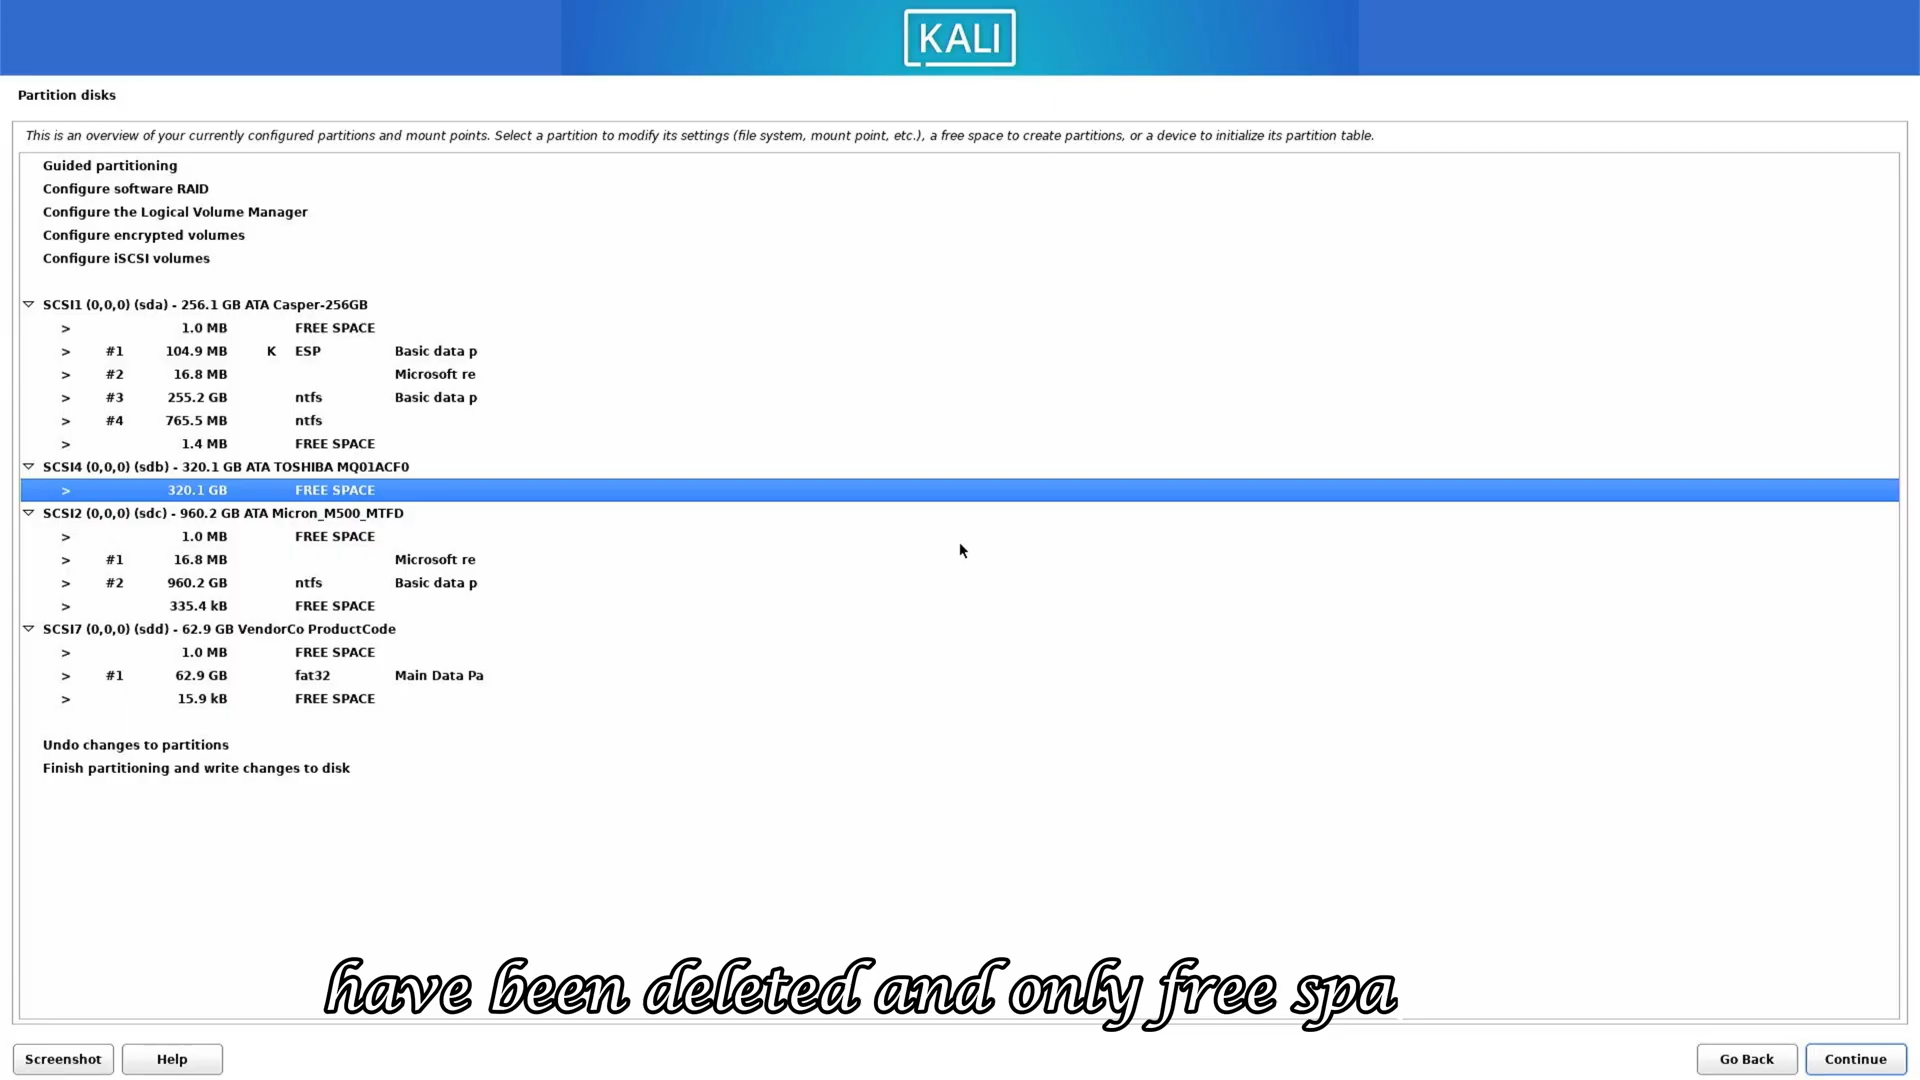 KALI
Partition disks
This is an overview of your currently configured partitions and mount points. Select a partition to modify its settings (file system, mount point, etc.), a free space to create partitions, or a device to initialize its partition table.
Guided partitioning
Configure software RAID
Configure the Logical Volume Manager
Configure encrypted volumes
Configure iSCSI volumes
SCSI1 (0,0,0) (sda) - 256.1 GB ATA Casper-256GB
> 1.0 MB FREE SPACE
> #1 104.9 MB K ESP Basic data p
> #2 16.8 MB Microsoft re
> #3 255.2 GB ntfs Basic data p
> #4 765.5 MB ntfs
> 1.4 MB FREE SPACE
SCSI4 (0,0,0) (sdb) - 320.1 GB ATA TOSHIBA MQ01ACF0
> 320.1 GB FREE SPACE
SCSI2 (0,0,0) (sdc) - 960.2 GB ATA Micron_M500_MTFD
> 1.0 MB FREE SPACE
> #1 16.8 MB Microsoft re
> #2 960.2 GB ntfs Basic data p
> 335.4 kB FREE SPACE
SCSI7 (0,0,0) (sdd) - 62.9 GB VendorCo ProductCode
> 1.0 MB FREE SPACE
> #1 62.9 GB fat32 Main Data Pa
> 15.9 kB FREE SPACE
Undo changes to partitions
Finish partitioning and write changes to disk
have been deleted and only free spa
Screenshot Help Go Back Continue